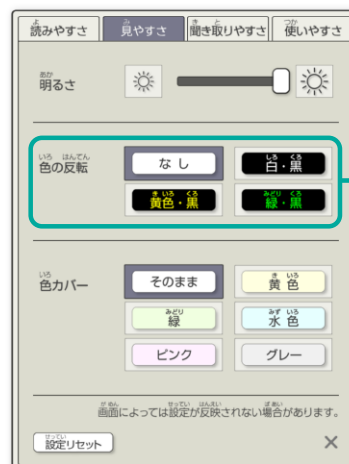 読みやすさ 見やすさ 聞き取りやすさ 使いやすさ
明るさ
色の反転 なし 白・黒
黄色・黒 緑・黒
色カバー そのまま 黄色
緑 水色
ピンク グレー
画面によっては設定が反映されない場合があります。
設定リセット ×